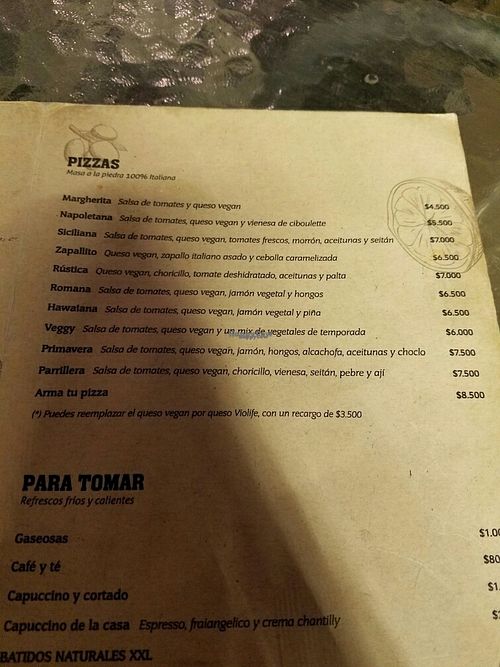 PIZZAS
Masa a la piedra 100% Italiana
Margherita Salsa de tomates y queso vegan $4.500
Napoletana Salsa de tomates, queso vegan y vienesa de ciboulette $5.500
Siciliana Salsa de tomates, queso vegan, tomates frescos, morrón, aceitunas y seitán $7.000
Zapallito Queso vegan, zapallo italiano asado y cebolla caramelizada $6.500
Rústica Queso vegan, choricillo, tomate deshidratado, aceitunas y palta $7.000
Romana Salsa de tomates, queso vegan, jamón vegetal y hongos $6.500
Hawaiana Salsa de tomates, queso vegan, jamón vegetal y piña $6.500
Veggy Salsa de tomates, queso vegan y un mix de vegetales de temporada $6.000
Primavera Salsa de tomates, queso vegan, jamón, hongos, alcachofa, aceitunas y choclo $7.500
Parrillera Salsa de tomates, queso vegan, choricillo, vienesa, seitán, pebre y ají $7.500
Arma tu pizza $8.500
(*) Puedes reemplazar el queso vegan por queso Violife, con un recargo de $3.500
PARA TOMAR
Refrescos fríos y calientes
Gaseosas $1.00
Café y té $80
Capuccino y cortado $1.
Capuccino de la casa Espresso, fraiangelico y crema chantilly
BATIDOS NATURALES XXL